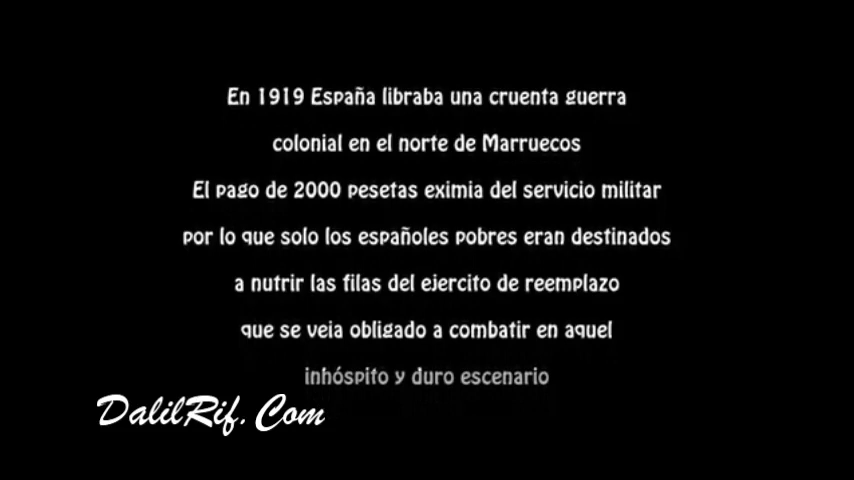 En 1919 España libraba una cruenta guerra
colonial en el norte de Marruecos
El pago de 2000 pesetas eximia del servicio militar
por lo que solo los españoles pobres eran destinados
a nutrir las filas del ejercito de reemplazo
que se veia obligado a combatir en aquel
inhóspito y duro escenario
DalilRif.Com